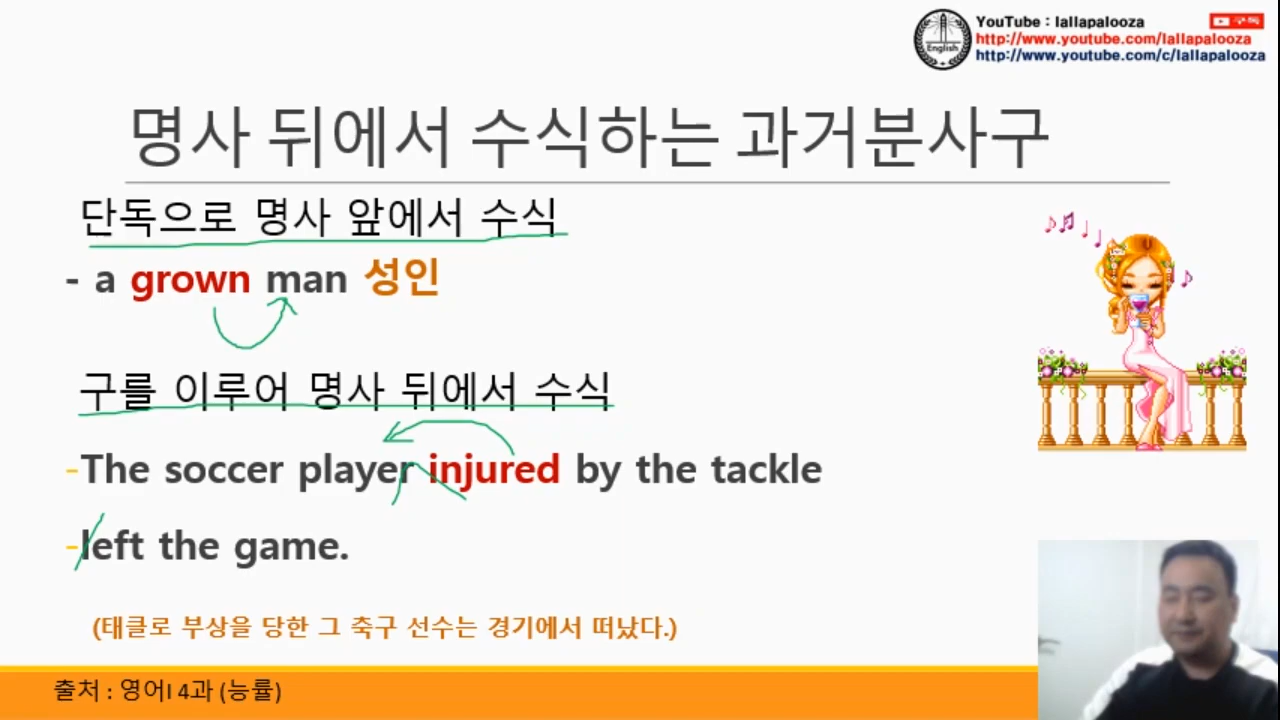 YouTube : lallapalooza
구독
http://www.youtube.com/lallapalooza
http://www.youtube.com/c/lallapalooza
English
명사 뒤에서 수식하는 과거분사구
단독으로 명사 앞에서 수식
- a grown man 성인
구를 이루어 명사 뒤에서 수식
-The soccer player injured by the tackle
-left the game.
(태클로 부상을 당한 그 축구 선수는 경기에서 떠났다.)
출처 : 영어I 4과 (능률)